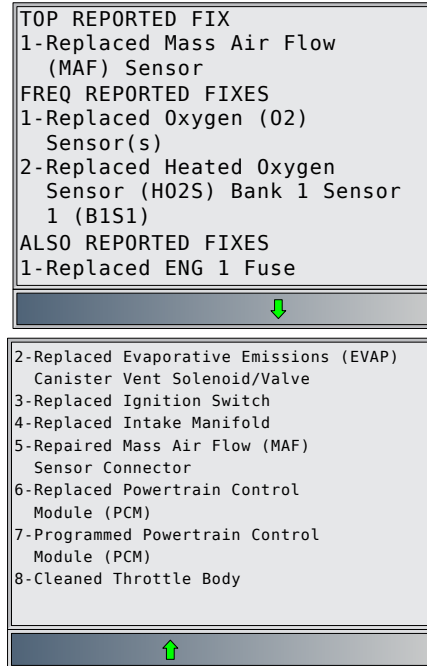 TOP REPORTED FIX
1-Replaced Mass Air Flow
(MAF) Sensor
FREQ REPORTED FIXES
1-Replaced Oxygen (O2)
Sensor(s)
2-Replaced Heated Oxygen
Sensor (HO2S) Bank 1 Sensor
1 (B1S1)
ALSO REPORTED FIXES
1-Replaced ENG 1 Fuse
2-Replaced Evaporative Emissions (EVAP)
Canister Vent Solenoid/Valve
3-Replaced Ignition Switch
4-Replaced Intake Manifold
5-Repaired Mass Air Flow (MAF)
Sensor Connector
6-Replaced Powertrain Control
Module (PCM)
7-Programmed Powertrain Control
Module (PCM)
8-Cleaned Throttle Body